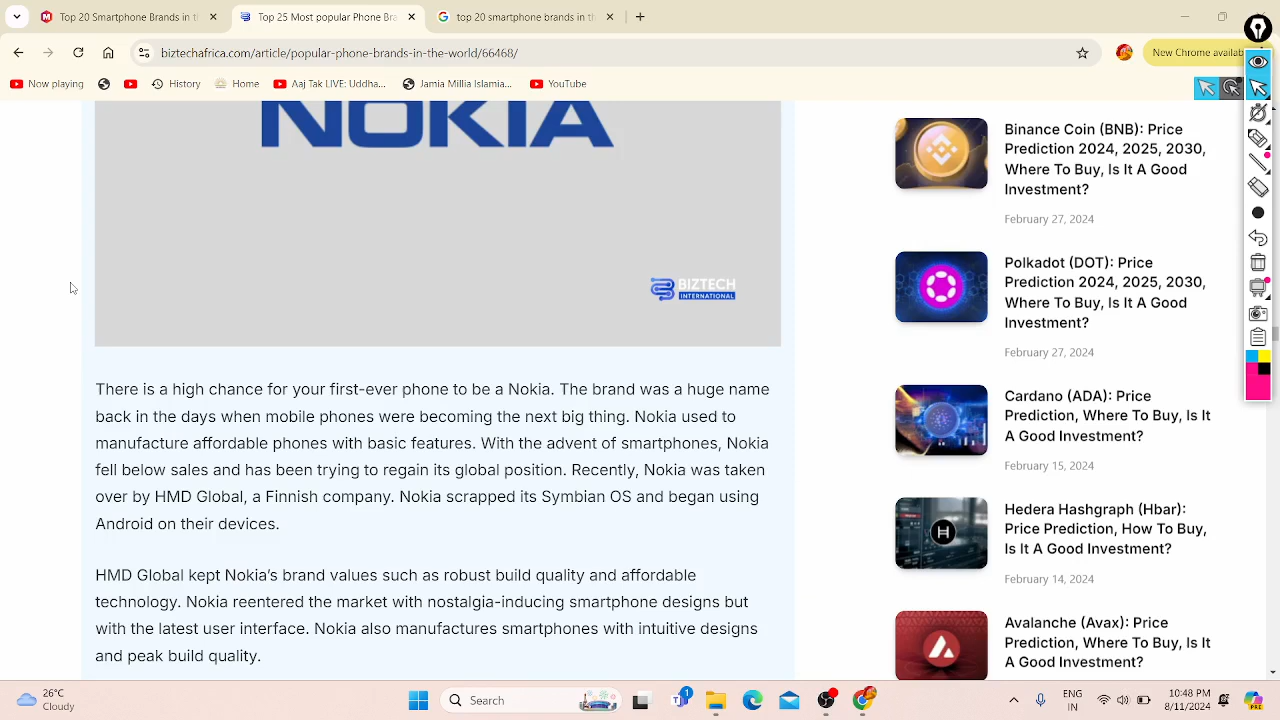 Top 20 Smartphone
Top 25 Most Popular Phone Bra
top 20 smartphone brands in th
biztechafrica.com/article/popular-phone-brands-in-the-world/66468/
New Chrome availab
Now playing
History
Home
Aaj Tak LIVE: Uddha...
Jamia Millia Islamia...
YouTube
NOKIA
BIZTECH
INTERNATIONAL
There is a high chance for your first-ever phone to be a Nokia. The brand was a huge name
back in the day when mobile phones were becoming the next big thing. Nokia used to
manufacture affordable phones with basic features. With the advent of smartphones, Nokia
fell below sales and has been trying to regain its global position. Recently, Nokia was taken
over by HMD Global, a Finnish company. Nokia scrapped its Symbian OS and began using
Android on their devices.
HMD Global kept Nokia's brand values such as robust build quality and affordable
technology. Nokia reentered the market with nostalgia-inducing smartphone designs but
with the latest user interface. Nokia also manufactures smartphones with intuitive designs
and peak build quality.
Binance Coin (BNB): Price
Prediction 2024, 2025, 2030,
Where To Buy, Is It A Good
Investment?
February 27, 2024
Polkadot (DOT): Price
Prediction 2024, 2025, 2030,
Where To Buy, Is It A Good
Investment?
February 27, 2024
Cardano (ADA): Price
Prediction, Where To Buy, Is It
A Good Investment?
February 15, 2024
Hedera Hashgraph (Hbar):
Price Prediction, How To Buy,
Is It A Good Investment?
February 14, 2024
Avalanche (Avax): Price
Prediction, Where To Buy, Is It
A Good Investment?
26°C
Cloudy
Search
ENG
IN
10:48 PM